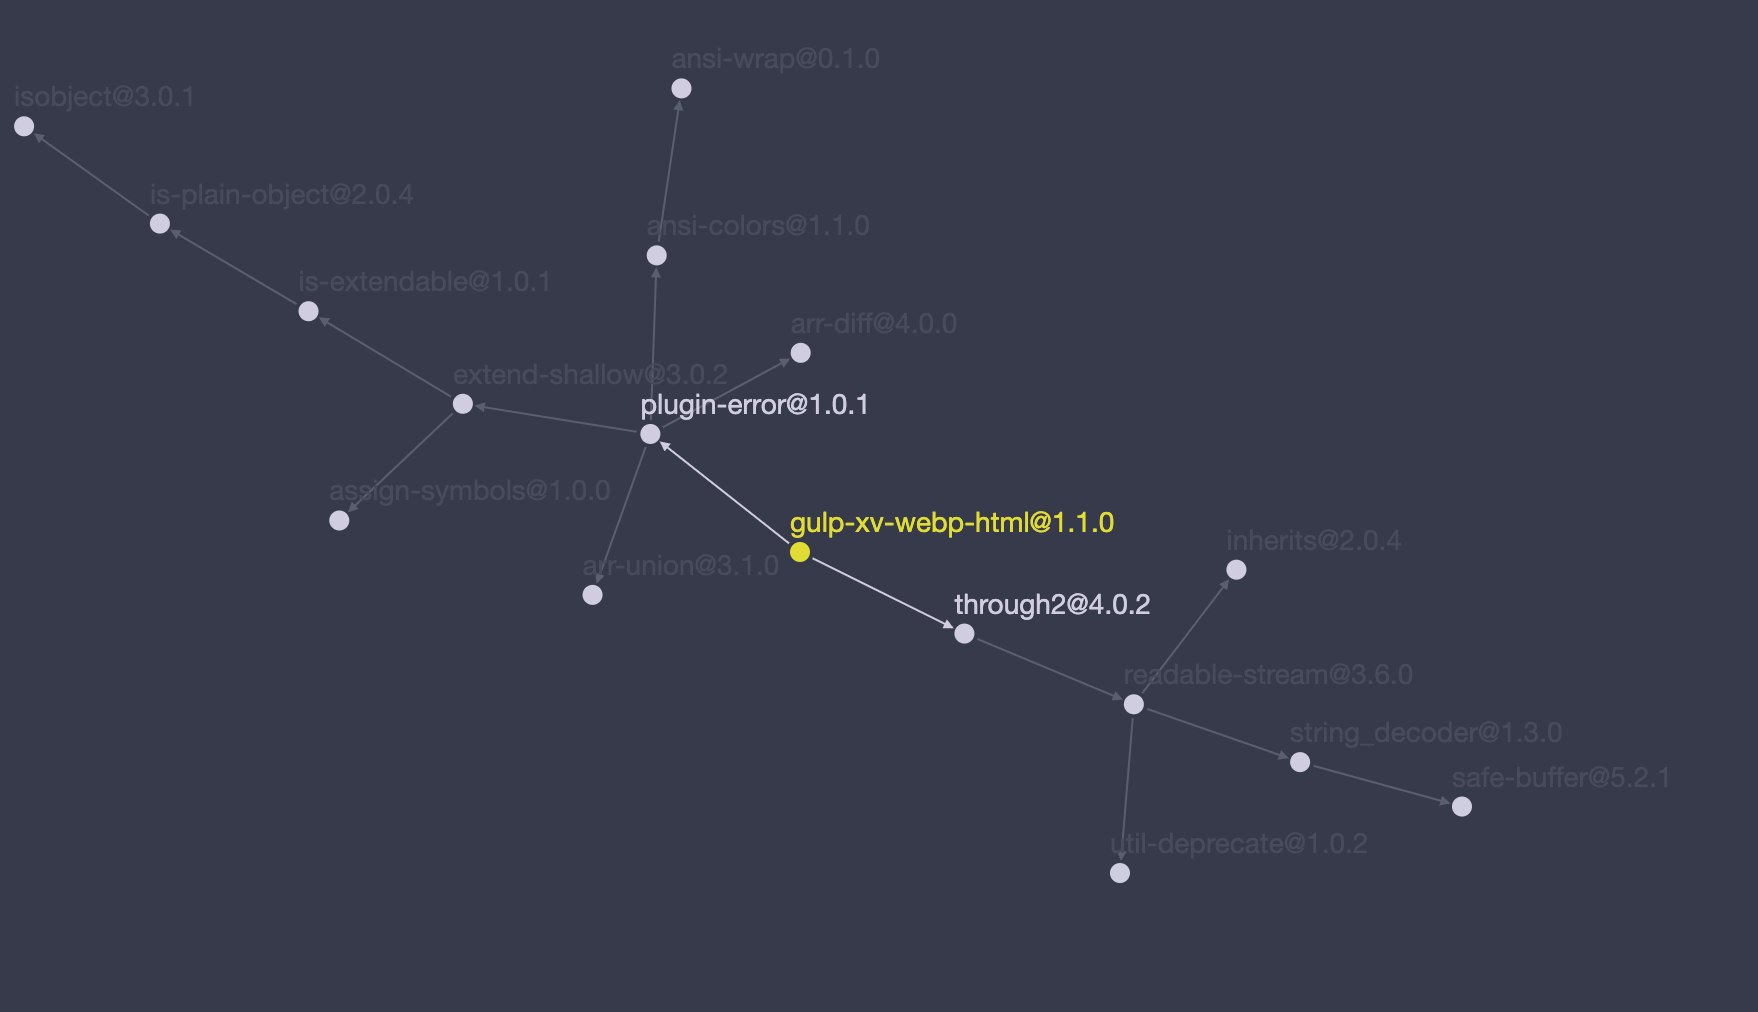 ansi-wrap@0.1.0
isobject@3.0.1
is-plain-object@2.0.4
ansi-colors@1.1.0
is-extendable@1.0.1
arr-diff@4.0.0
extend-shallow@3.0.2
plugin-error@1.0.1
assign-symbols@1.0.0
gulp-xv-webp-html@1.1.0
inherits@2.0.4
arr-union@3.1.0
through2@4.0.2
readable-stream@3.6.0
string_decoder@1.3.0
safe-buffer@5.2.1
util-deprecate@1.0.2